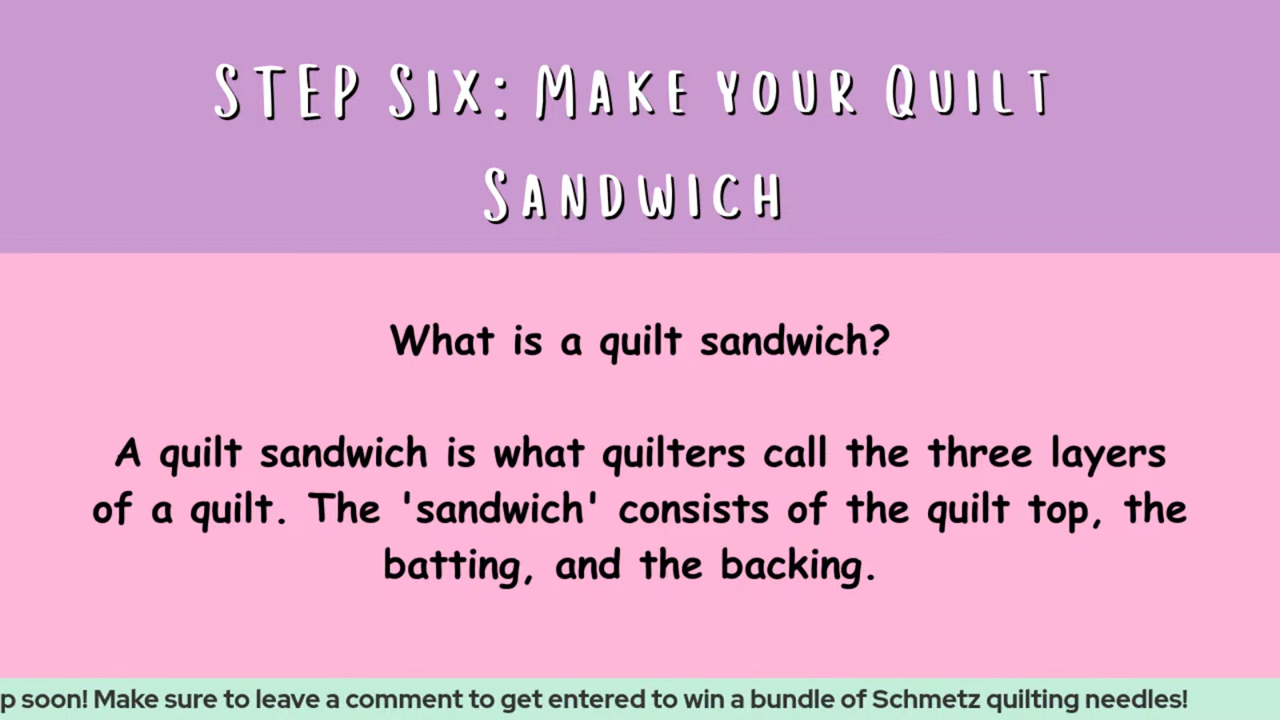 STEP SIX: MAKE YOUR QUILT
SANDWICH
What is a quilt sandwich?
A quilt sandwich is what quilters call the three layers
of a quilt. The 'sandwich' consists of the quilt top, the
batting, and the backing.
p soon! Make sure to leave a comment to get entered to win a bundle of Schmetz quilting needles!